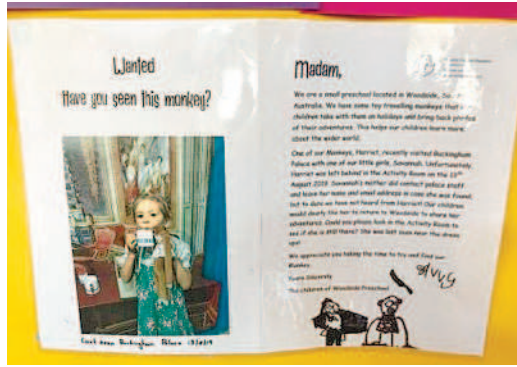 Wanted
Have you seen this monkey?
Last seen Buckingham Palace
Madam,
We are a small preschool located in Woodside, South
Australia. We have some toy travelling monkeys that
children take with them on holidays and bring back photos
of their adventures. This helps our children learn more
about the wider world.
One of our Monkeys, Harriet, recently visited Buckingham
Palace with one of our little girls, Savannah. Unfortunately,
Harriet was left behind in the Activity Room on the 13th
August 2019. Savannah's mother did contact palace staff
and leave her name and email address in case she was found,
but to date we have not heard from Harriet! Our children
would dearly like her to return to Woodside to share her
adventures. Could you please look in the Activity Room to
see if she is still there? She was last seen near the dress
ups!
We appreciate you taking the time to try and find our
Monkey.
Yours Sincerely
The children of Woodside Preschool